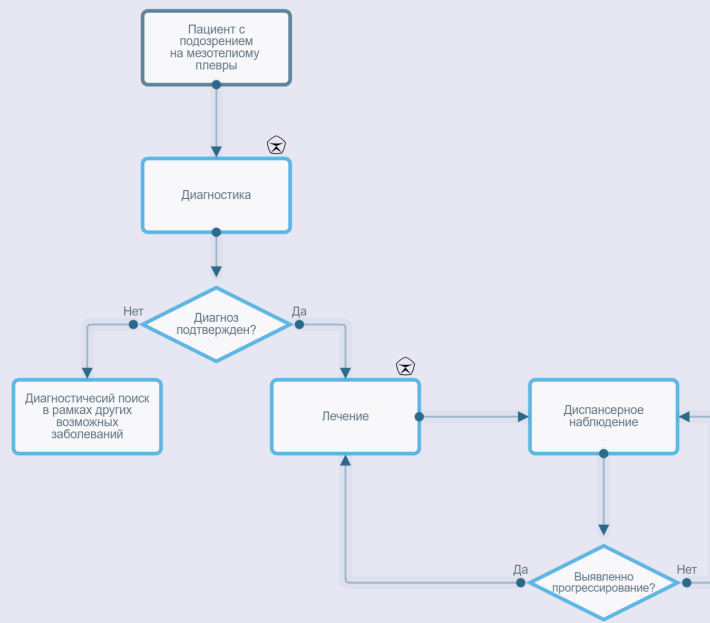 Пациент с
подозрением
на мезотелиому
плевры
Диагностика
Диагноз
подтвержден?
Нет
Да
Диагностичесий поиск
в рамках других
возможных
заболеваний
Лечение
Диспансерное
наблюдение
Выявленно
прогрессирование?
Да
Нет